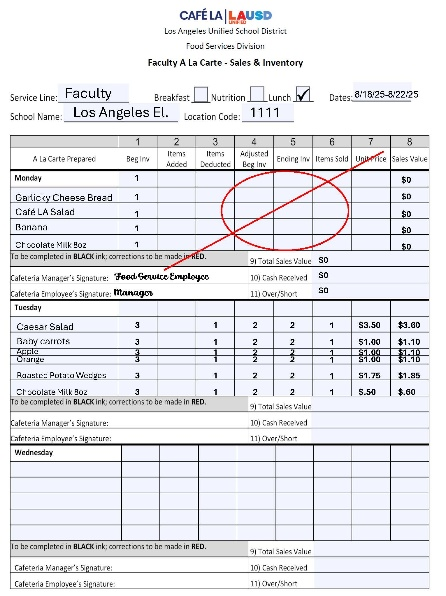 CAFÉ LA | LAUSD
UNIFIED
Los Angeles Unified School District
Food Services Division
Faculty A La Carte - Sales & Inventory
Service Line: Faculty Breakfast Nutrition Lunch ✓ Dates: 8/18/25-8/22/25
School Name: Los Angeles El. Location Code: 1111
1 2 3 4 5 6 7 8
A La Carte Prepared Beg Inv Items Added Items Deducted Adjusted Beg Inv Ending Inv Items Sold Unit Price Sales Value
Monday 1 $0
Garlicky Cheese Bread 1 $0
Café LA Salad 1 $0
Banana 1 $0
Chocolate Milk 8oz 1 $0
To be completed in BLACK ink; corrections to be made in RED. 9) Total Sales Value $0
Cafeteria Manager's Signature: Food Service Employee 10) Cash Received $0
Cafeteria Employee's Signature: Manager 11) Over/Short $0
Tuesday
Caesar Salad 3 1 2 2 1 $3.50 $3.60
Baby carrots 3 1 2 2 1 $1.00 $1.10
Apple 3 1 2 2 1 $1.00 $1.10
Orange 3 1 2 2 1 $1.00 $1.10
Roasted Potato Wedges 3 1 2 2 1 $1.75 $1.85
Chocolate Milk 8oz 3 1 2 2 1 $.50 $.60
To be completed in BLACK ink; corrections to be made in RED. 9) Total Sales Value
Cafeteria Manager's Signature: 10) Cash Received
Cafeteria Employee's Signature: 11) Over/Short
Wednesday
To be completed in BLACK ink; corrections to be made in RED. 9) Total Sales Value
Cafeteria Manager's Signature: 10) Cash Received
Cafeteria Employee's Signature: 11) Over/Short